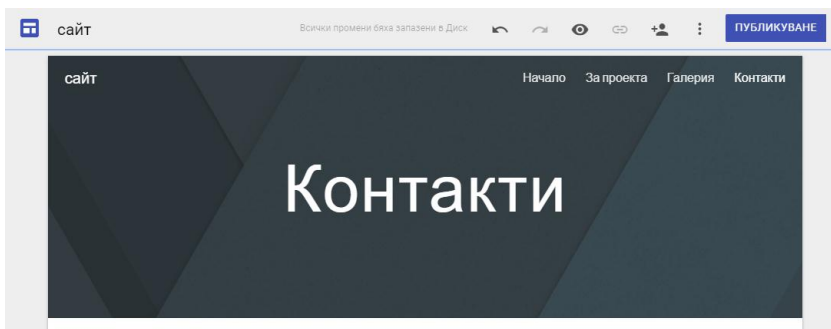 сайт Всички промени бяха запазени в Диск ПУБЛИКУВАНЕ
сайт Начало За проекта Галерия Контакти
Контакти